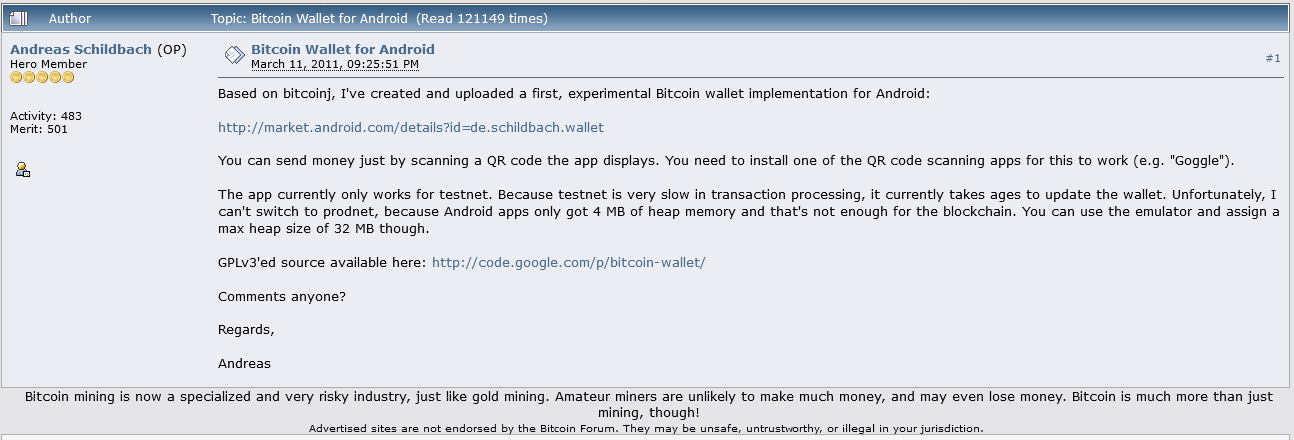 Author
Topic: Bitcoin Wallet for Android (Read 121149 times)
Andreas Schildbach (OP)
Hero Member
Activity: 483
Merit: 501
Bitcoin Wallet for Android
March 11, 2011, 09:25:51 PM
#1
Based on bitcoinj, I've created and uploaded a first, experimental Bitcoin wallet implementation for Android:
http://market.android.com/details?id=de.schildbach.wallet
You can send money just by scanning a QR code the app displays. You need to install one of the QR code scanning apps for this to work (e.g. "Goggle").
The app currently only works for testnet. Because testnet is very slow in transaction processing, it currently takes ages to update the wallet. Unfortunately, I
can't switch to prodnet, because Android apps only got 4 MB of heap memory and that's not enough for the blockchain. You can use the emulator and assign a
max heap size of 32 MB though.
GPLv3'ed source available here: http://code.google.com/p/bitcoin-wallet/
Comments anyone?
Regards,
Andreas
Bitcoin mining is now a specialized and very risky industry, just like gold mining. Amateur miners are unlikely to make much money, and may even lose money. Bitcoin is much more than just
mining, though!
Advertised sites are not endorsed by the Bitcoin Forum. They may be unsafe, untrustworthy, or illegal in your jurisdiction.